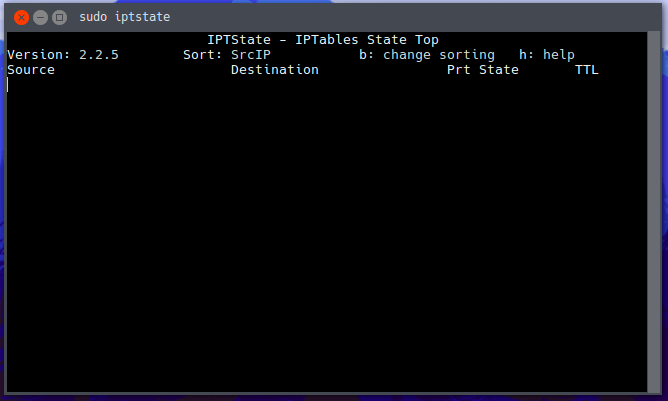 sudo iptstate
IPTState - IPTables State Top
Version: 2.2.5 Sort: SrcIP b: change sorting h: help
Source Destination Prt State TTL